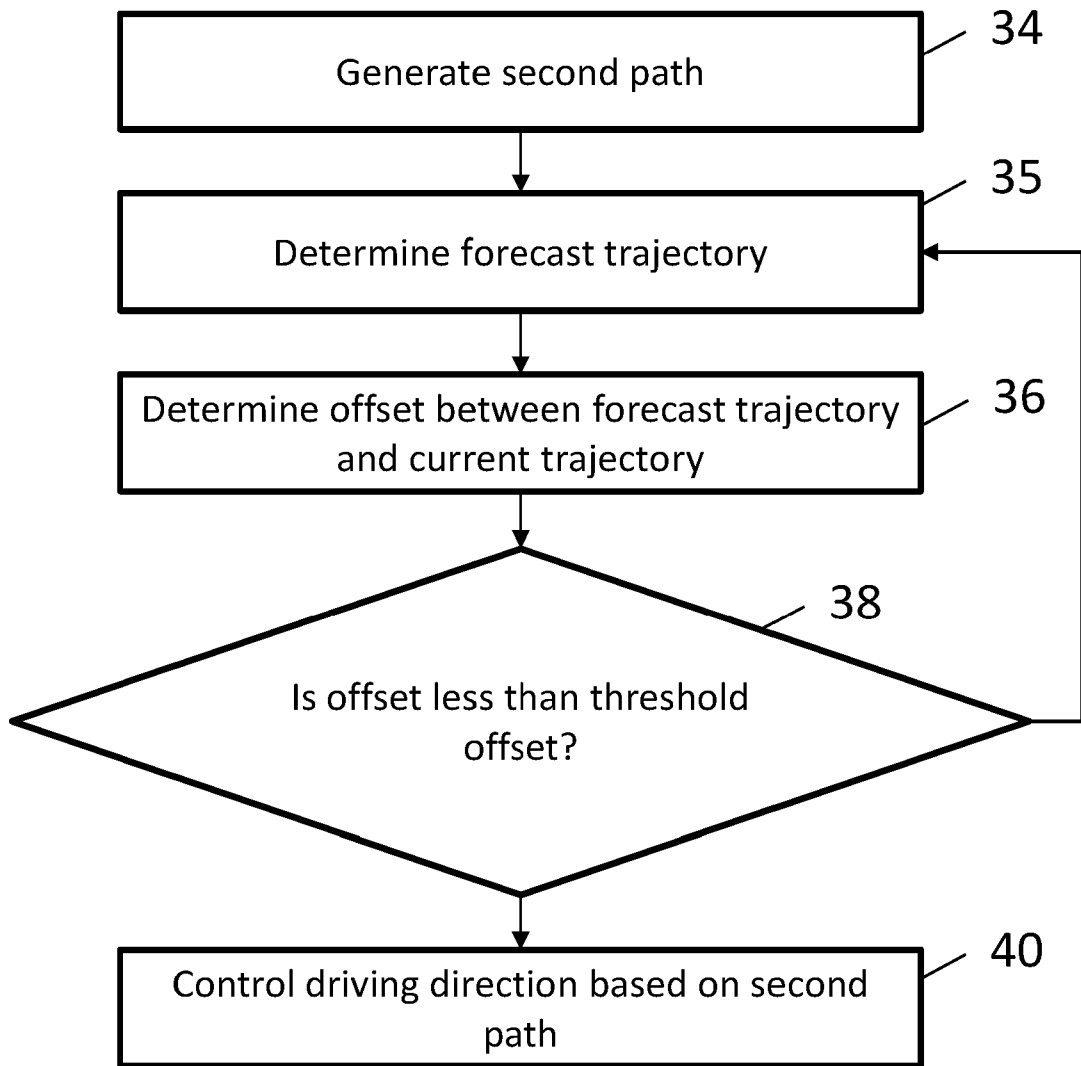 34
Generate second path
35
Determine forecast trajectory
36
Determine offset between forecast trajectory
and current trajectory
38
Is offset less than threshold
offset?
40
Control driving direction based on second
path